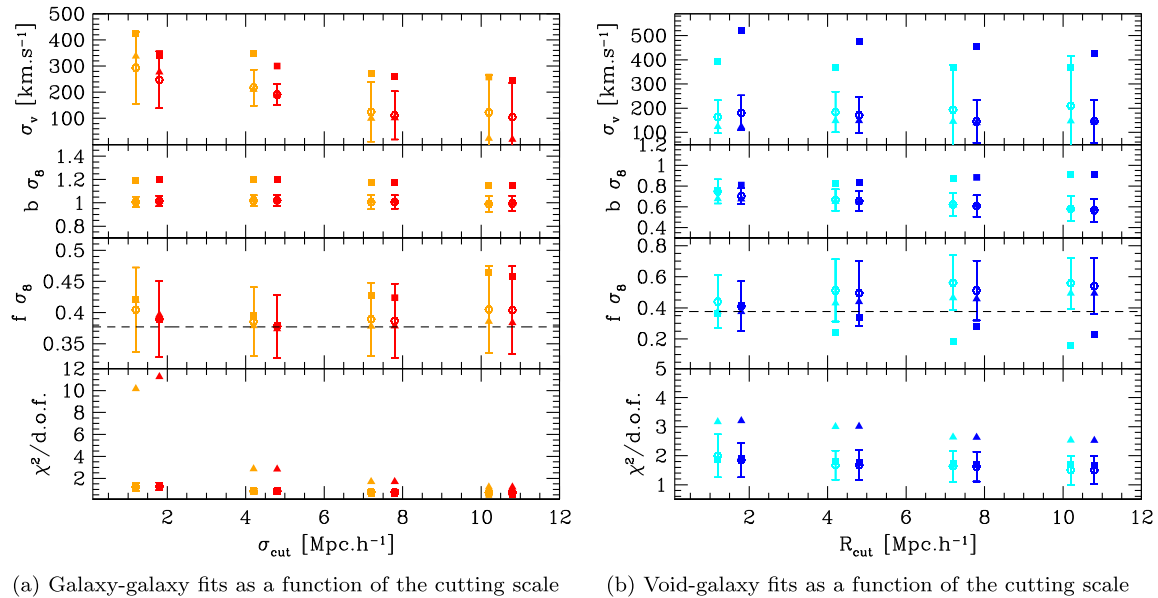 500
400
300
200
100
σv [km.s⁻¹]
1.4
1.2
1
0.8
b σ8
0.5
0.45
0.4
0.35
f σ8
12
10
8
6
4
2
χ²/d.o.f.
2 4 6 8 10 12
σcut [Mpc.h⁻¹]
(a) Galaxy-galaxy fits as a function of the cutting scale
500
400
300
200
100
σv [km.s⁻¹]
1.2
1
0.8
0.6
0.4
b σ8
0.8
0.6
0.4
0.2
f σ8
5
4
3
2
1
χ²/d.o.f.
2 4 6 8 10 12
Rcut [Mpc.h⁻¹]
(b) Void-galaxy fits as a function of the cutting scale